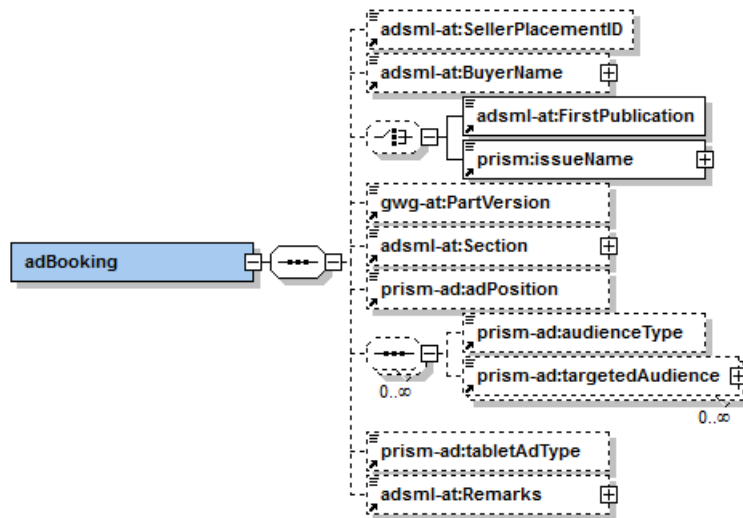 adsml-at:SellerPlacementID
adsml-at:BuyerName
adsml-at:FirstPublication
prism:issueName
gwg-at:PartVersion
adBooking
adsml-at:Section
prism-ad:adPosition
prism-ad:audienceType
prism-ad:targetedAudience
0..∞
0..∞
prism-ad:tabletAdType
adsml-at:Remarks